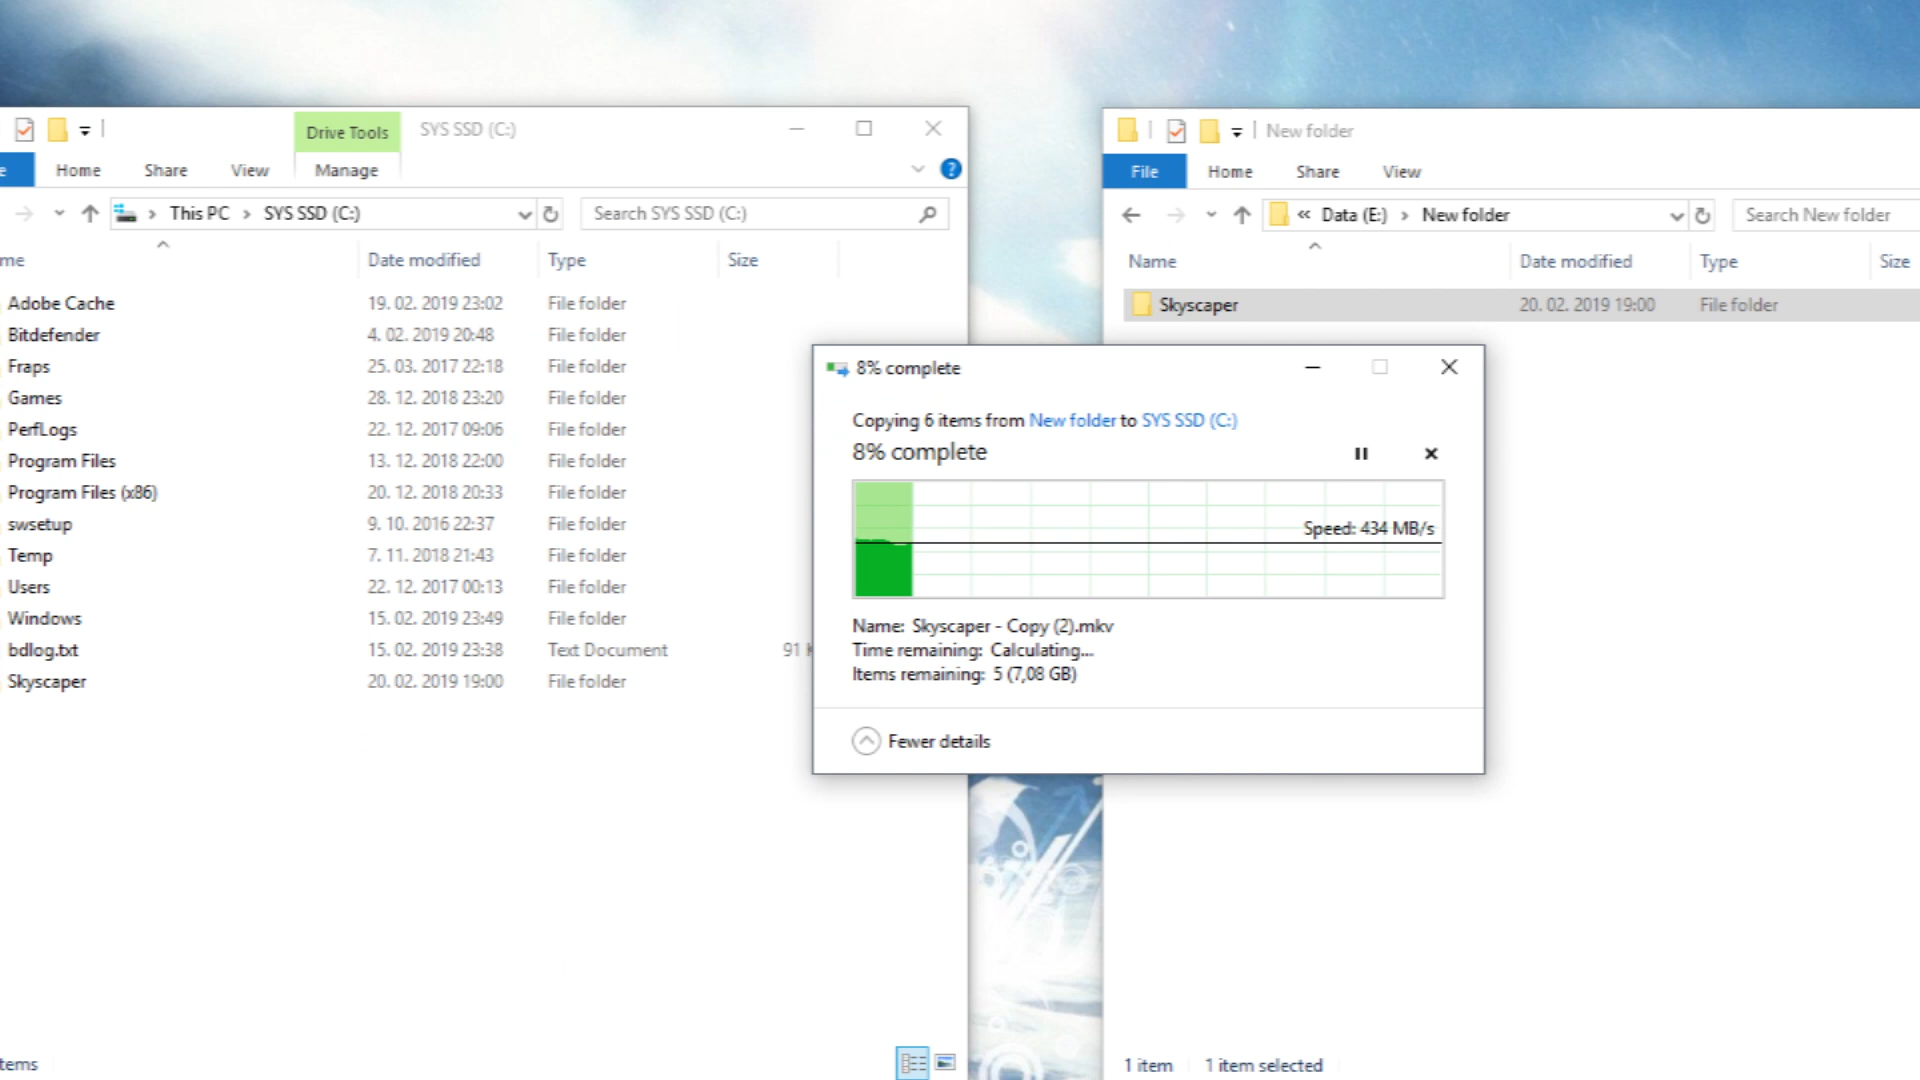 Drive Tools
SYS SSD (C:)
Home
Share
View
Manage
This PC
SYS SSD (C:)
Search SYS SSD (C:)
Date modified
Type
Size
Adobe Cache
19. 02. 2019 23:02
File folder
Bitdefender
4. 02. 2019 20:48
File folder
Fraps
25. 03. 2017 22:18
File folder
Games
28. 12. 2018 23:20
File folder
PerfLogs
22. 12. 2017 09:06
File folder
Program Files
13. 12. 2018 22:00
File folder
Program Files (x86)
20. 12. 2018 20:33
File folder
swsetup
9. 10. 2016 22:37
File folder
Temp
7. 11. 2018 21:43
File folder
Users
22. 12. 2017 00:13
File folder
Windows
15. 02. 2019 23:49
File folder
bdlog.txt
15. 02. 2019 23:38
Text Document
91
Skyscaper
20. 02. 2019 19:00
File folder
New folder
File
Home
Share
View
« Data (E:)
New folder
Search New folder
Name
Date modified
Type
Size
Skyscaper
20. 02. 2019 19:00
File folder
8% complete
Copying 6 items from New folder to SYS SSD (C:)
8% complete
Speed: 434 MB/s
Name: Skyscaper - Copy (2).mkv
Time remaining: Calculating...
Items remaining: 5 (7,08 GB)
Fewer details
1 item
1 item selected